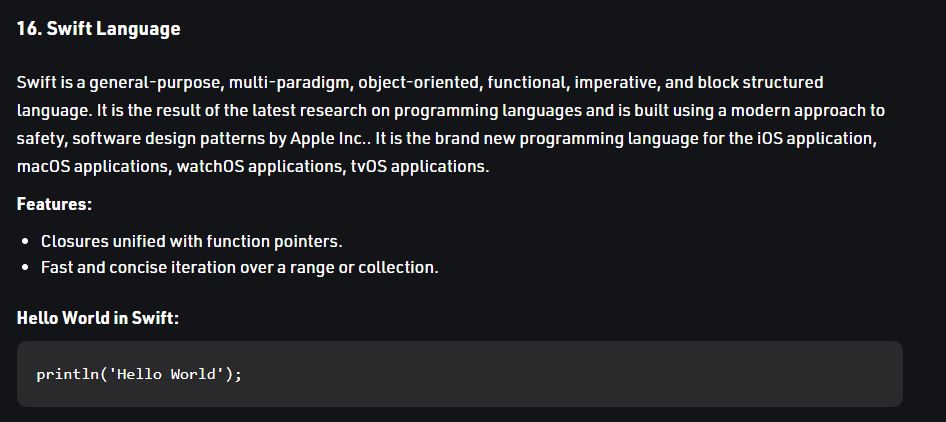 16. Swift Language
Swift is a general-purpose, multi-paradigm, object-oriented, functional, imperative, and block structured
language. It is the result of the latest research on programming languages and is built using a modern approach to
safety, software design patterns by Apple Inc.. It is the brand new programming language for the iOS application,
macOS applications, watchOS applications, tvOS applications.
Features:
• Closures unified with function pointers.
• Fast and concise iteration over a range or collection.
Hello World in Swift:
println('Hello World');